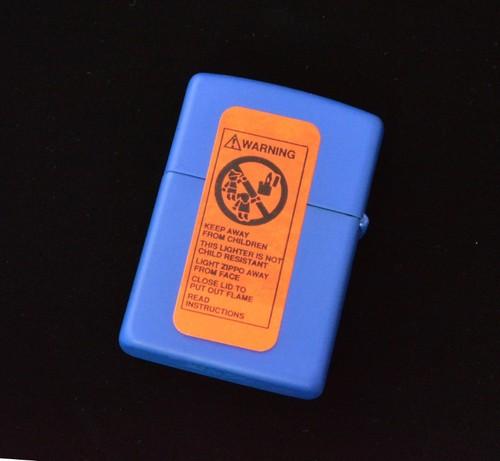 WARNING
KEEP AWAY
FROM CHILDREN
THIS LIGHTER IS NOT
CHILD RESISTANT
LIGHT ZIPPO AWAY
FROM FACE
CLOSE LID TO
PUT OUT FLAME
READ
INSTRUCTIONS